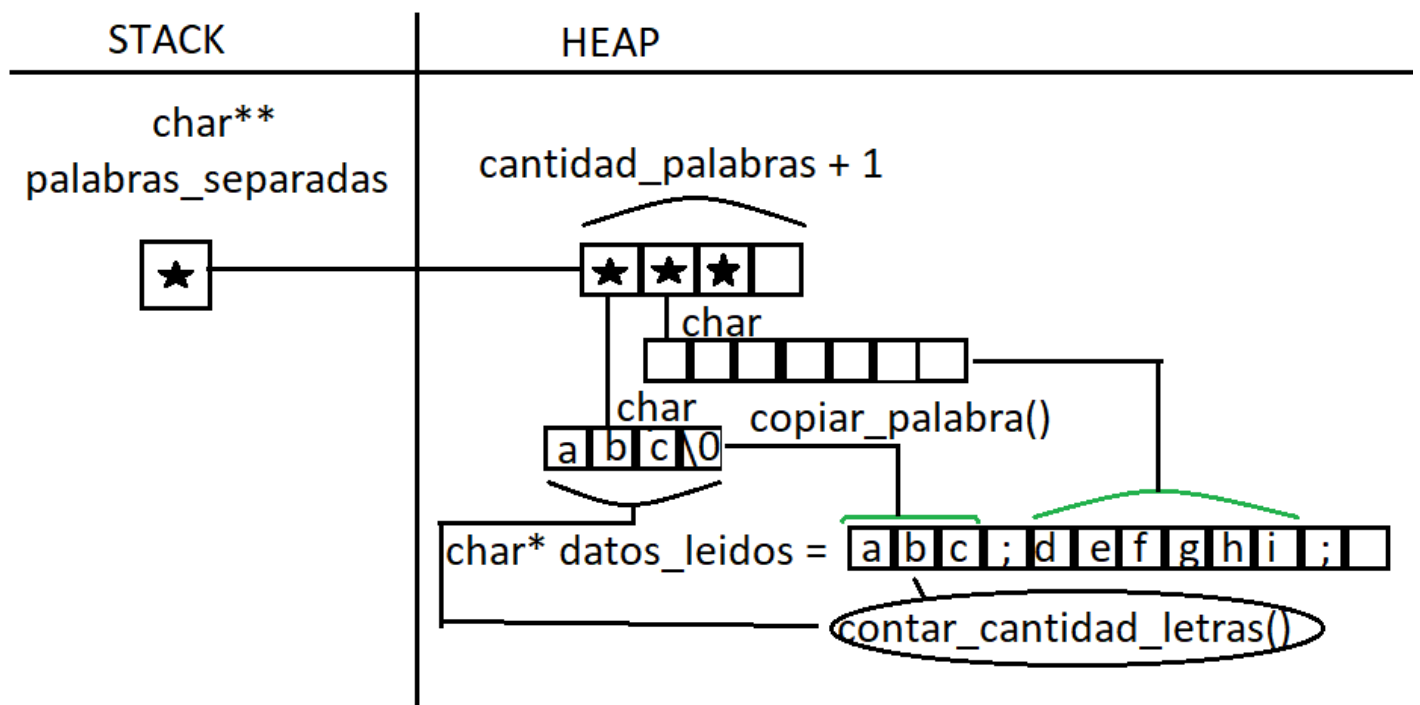 STACK
HEAP
char**
palabras_separadas
cantidad_palabras + 1
char
char
copiar_palabra()
a b c \0
char* datos_leidos = a b c ; d e f g h i ;
contar_cantidad_letras()